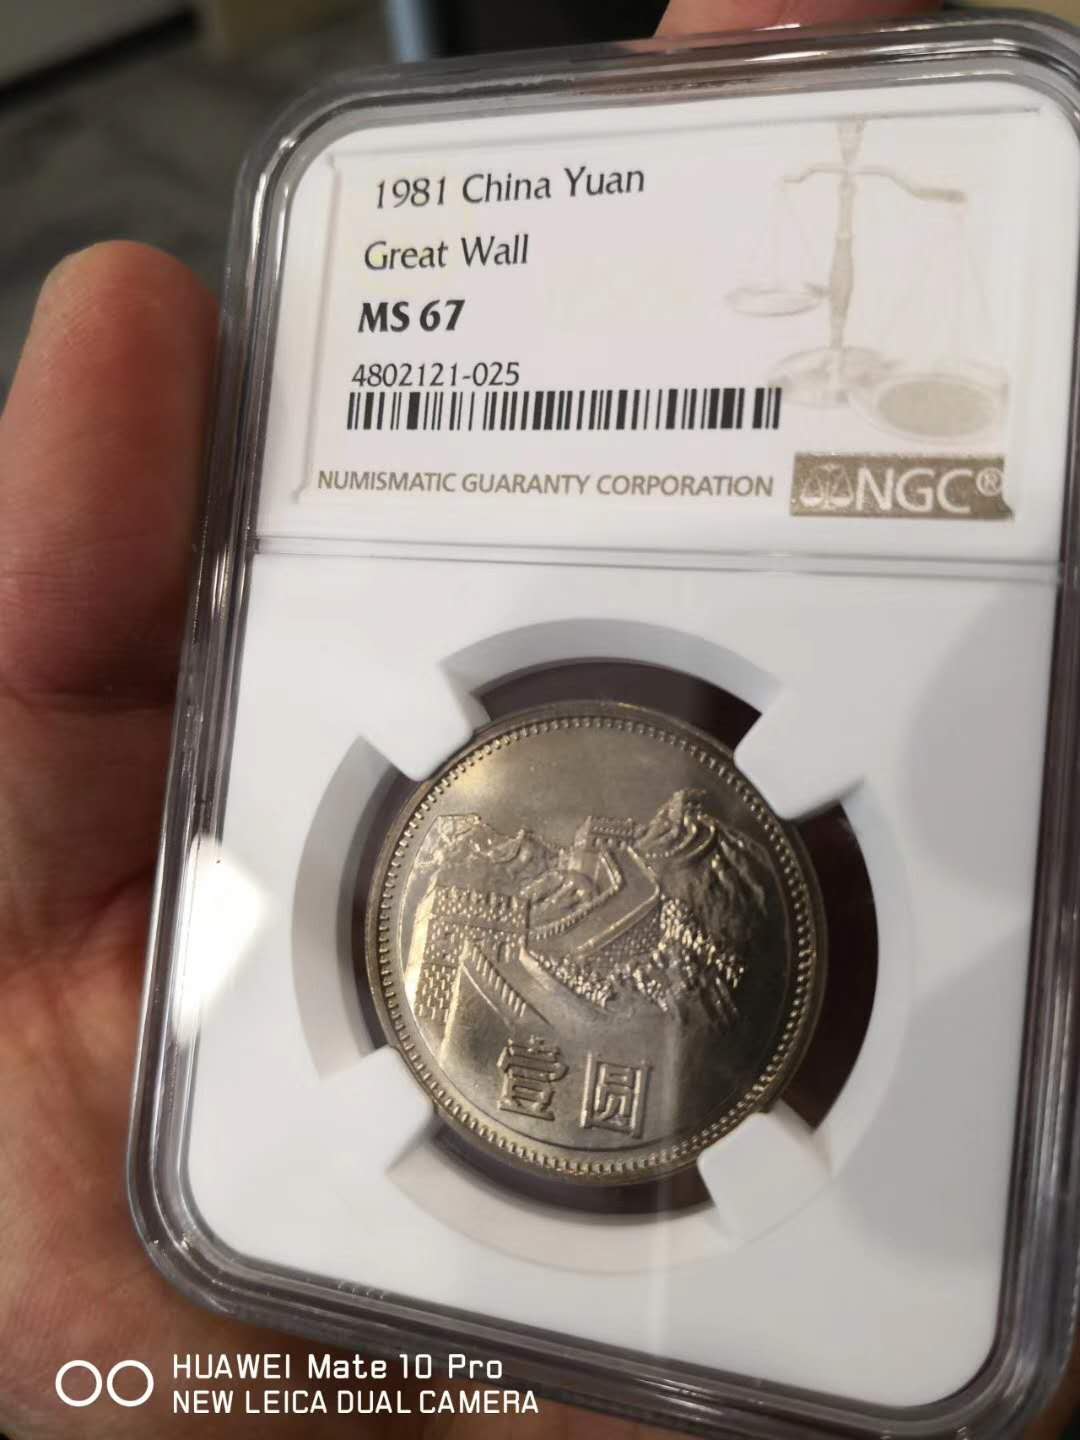 1981 China Yuan
Great Wall
MS 67
4802121-025
NUMISMATIC GUARANTY CORPORATION
NGC®
壹圆
HUAWEI Mate 10 Pro
NEW LEICA DUAL CAMERA